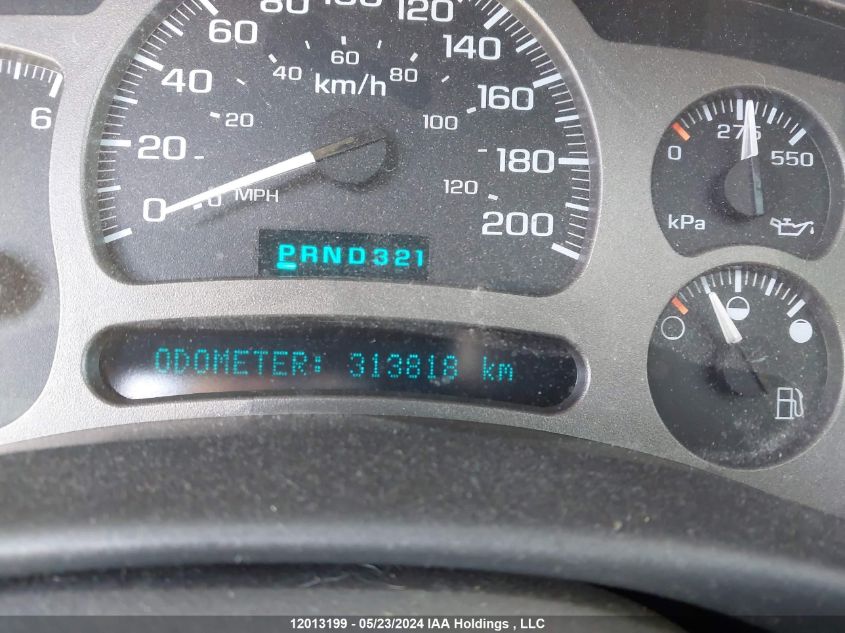 80 100 120
60 140
60
40 80
km/h
40 160
20 100
20 180
0 0 MPH 120
200
PRND321
ODOMETER: 313818 km
6
0 275 550
kPa
12013199 - 05/23/2024 IAA Holdings , LLC